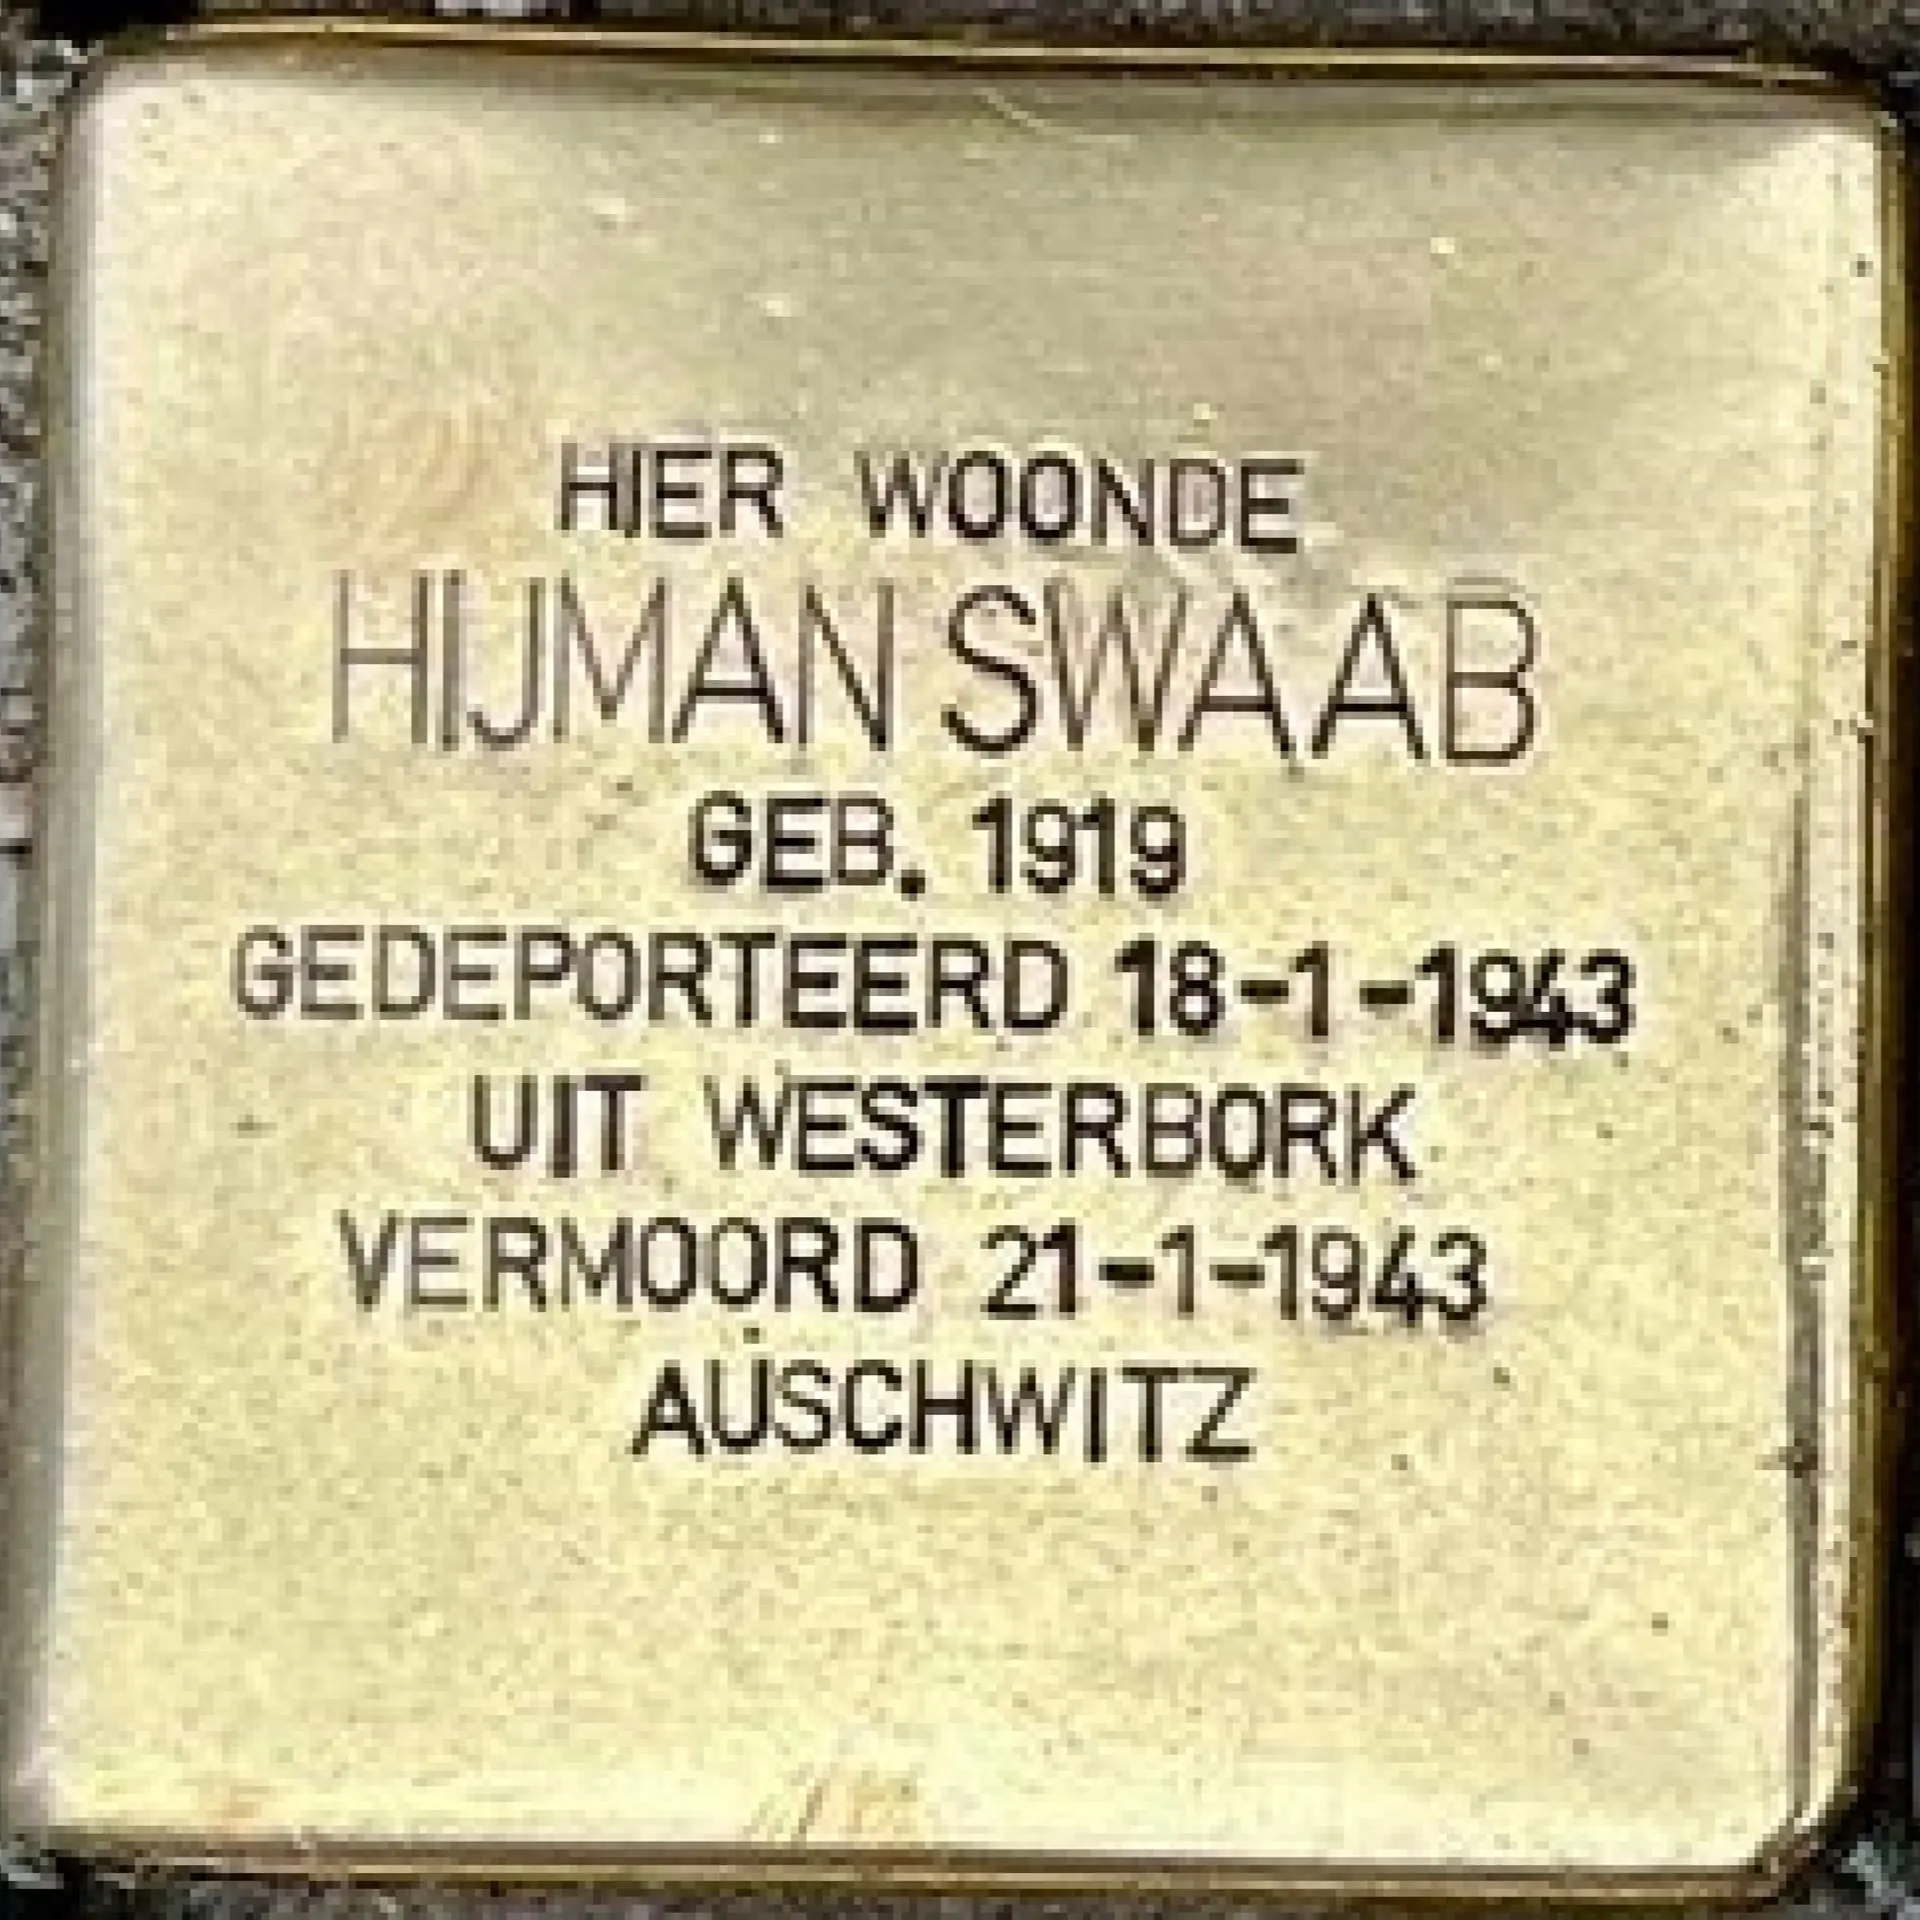 HIER WOONDE
HIJMAN SWAAB
GEB. 1919
GEDEPORTEERD 18-1-1943
UIT WESTERBORK
VERMOORD 21-1-1943
AUSCHWITZ